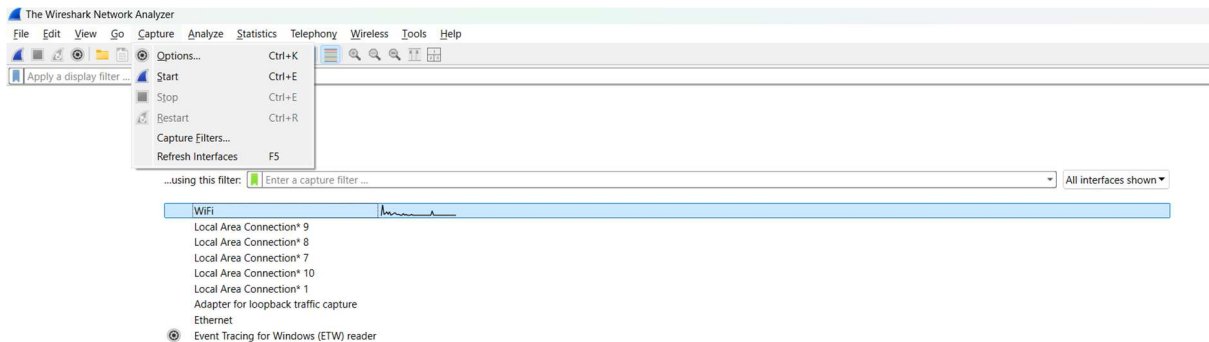 The Wireshark Network Analyzer
File Edit View Go Capture Analyze Statistics Telephony Wireless Tools Help
Apply a display filter ...
Options... Ctrl+K
Start Ctrl+E
Stop Ctrl+E
Restart Ctrl+R
Capture Filters...
Refresh Interfaces F5
...using this filter: Enter a capture filter ... All interfaces shown
WiFi
Local Area Connection* 9
Local Area Connection* 8
Local Area Connection* 7
Local Area Connection* 10
Local Area Connection* 1
Adapter for loopback traffic capture
Ethernet
Event Tracing for Windows (ETW) reader